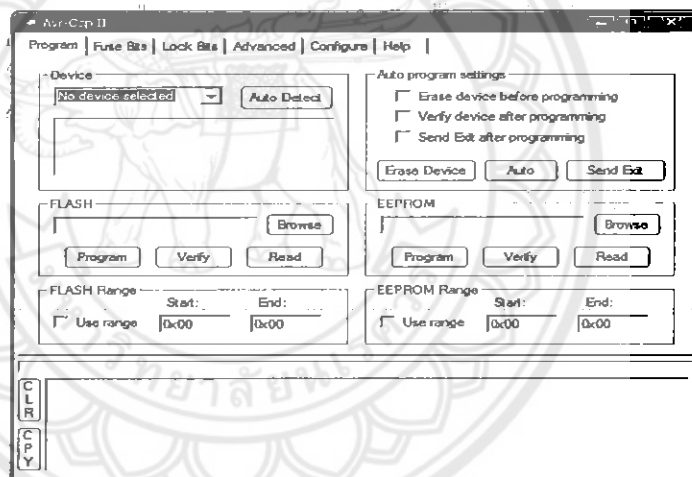 Avr-Osp II
Program Fuse Bits Lock Bits Advanced Configure Help
Device
No device selected
Auto Detect
Auto program settings
Erase device before programming
Verify device after programming
Send Exit after programming
Erase Device
Auto
Send Exit
FLASH
Browse
Program
Verify
Read
EEPROM
Browse
Program
Verify
Read
FLASH Range
Start:
End:
Use range
0x00
0x00
EEPROM Range
Start:
End:
Use range
0x00
0x00
CLR
CPY